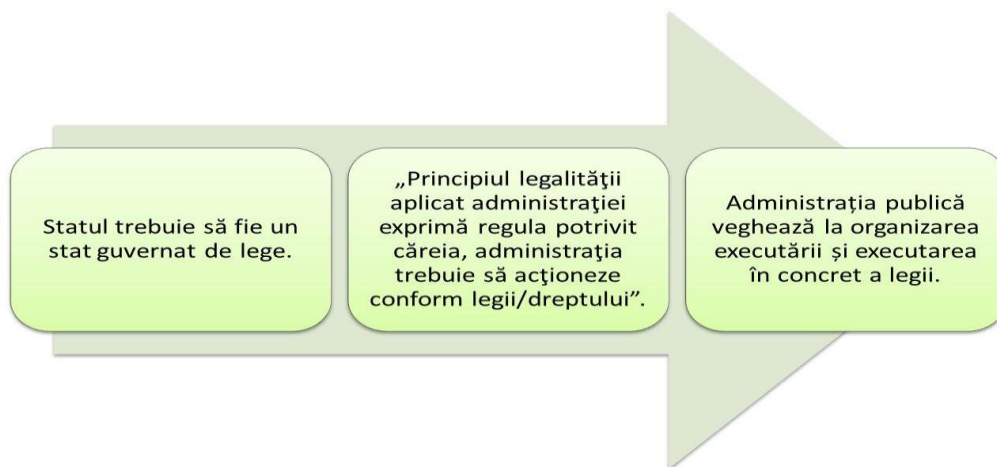 Statul trebuie să fie un
stat guvernat de lege.
„Principiul legalităţii
aplicat administraţiei
exprimă regula potrivit
căreia, administraţia
trebuie să acţioneze
conform legii/dreptului”.
Administrația publică
veghează la organizarea
executării și executarea
în concret a legii.